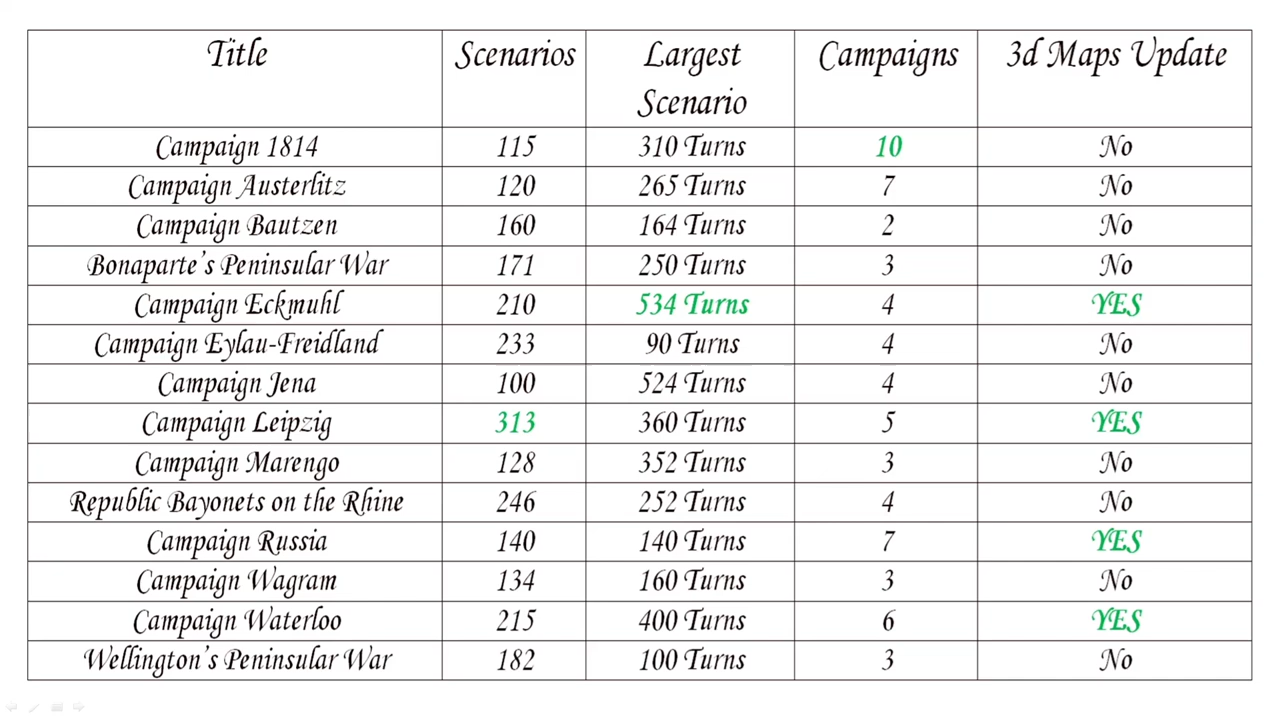 Title Scenarios Largest Scenario Campaigns 3d Maps Update
Campaign 1814 115 310 Turns 10 No
Campaign Austerlitz 120 265 Turns 7 No
Campaign Bautzen 160 164 Turns 2 No
Bonaparte's Peninsular War 171 250 Turns 3 No
Campaign Eckmuhl 210 534 Turns 4 YES
Campaign Eylau-Freidland 233 90 Turns 4 No
Campaign Jena 100 524 Turns 4 No
Campaign Leipzig 313 360 Turns 5 YES
Campaign Marengo 128 352 Turns 3 No
Republic Bayonets on the Rhine 246 252 Turns 4 No
Campaign Russia 140 140 Turns 7 YES
Campaign Wagram 134 160 Turns 3 No
Campaign Waterloo 215 400 Turns 6 YES
Wellington's Peninsular War 182 100 Turns 3 No